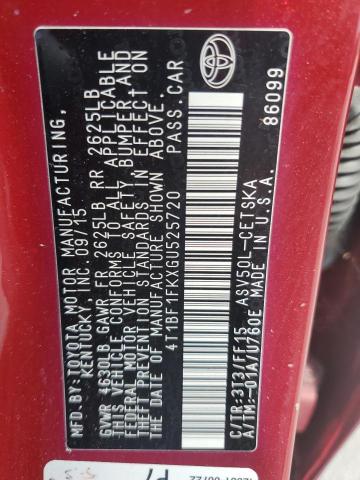 MFD. BY: TOYOTA MOTOR MANUFACTURING,
KENTUCKY, INC. 09/15
GVWR 4630LB GAWR FR 2625LB RR 2625LB
THIS VEHICLE CONFORMS TO ALL APPLICABLE
FEDERAL MOTOR VEHICLE SAFETY, BUMPER, AND
THEFT PREVENTION STANDARDS IN EFFECT ON
THE DATE OF MANUFACTURE SHOWN ABOVE.
4T1BF1FKXGU525720 PASS. CAR
C/TR: 3T3/FF15 ASV50L-CETSKA
A/TM: -01A/U760E MADE IN U.S.A.
86099